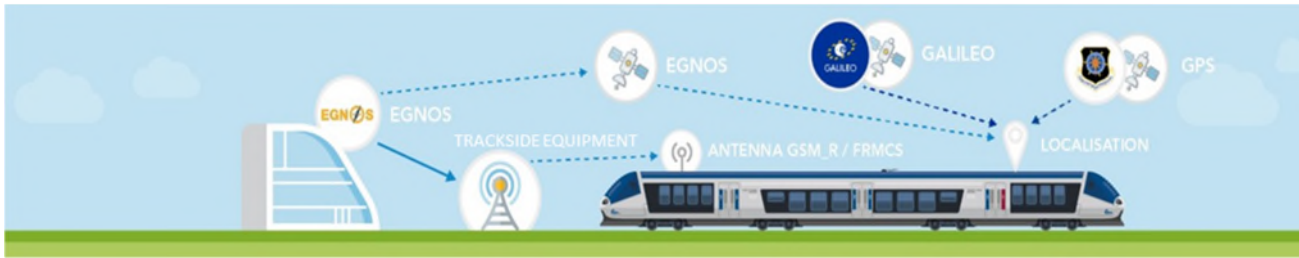 EGNOS
EGNOS
TRACKSIDE EQUIPMENT
EGNOS
ANTENNA GSM_R / FRMCS
GALILEO
GALILEO
GPS
LOCALISATION